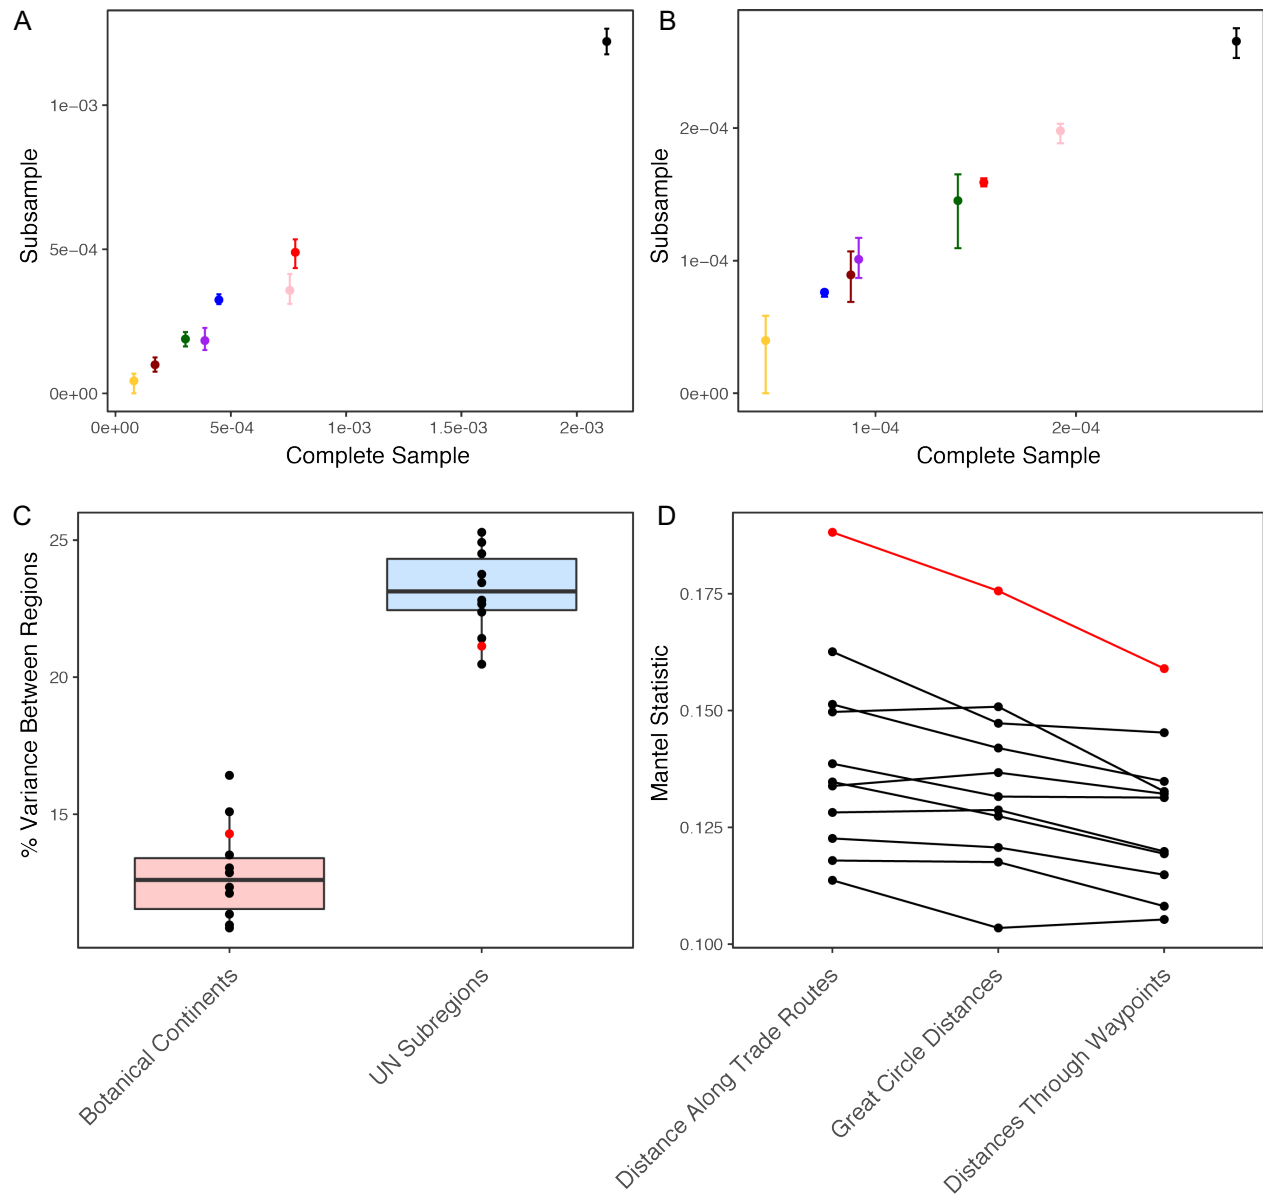 A
Subsample
1e−03
5e−04
0e+00
0e+00 5e−04 1e−03 1.5e−03 2e−03
Complete Sample
B
Subsample
2e−04
1e−04
0e+00
1e−04 2e−04
Complete Sample
C
% Variance Between Regions
25
20
15
Botanical Continents
UN Subregions
D
Mantel Statistic
0.175
0.150
0.125
0.100
Distance Along Trade Routes
Great Circle Distances
Distances Through Waypoints